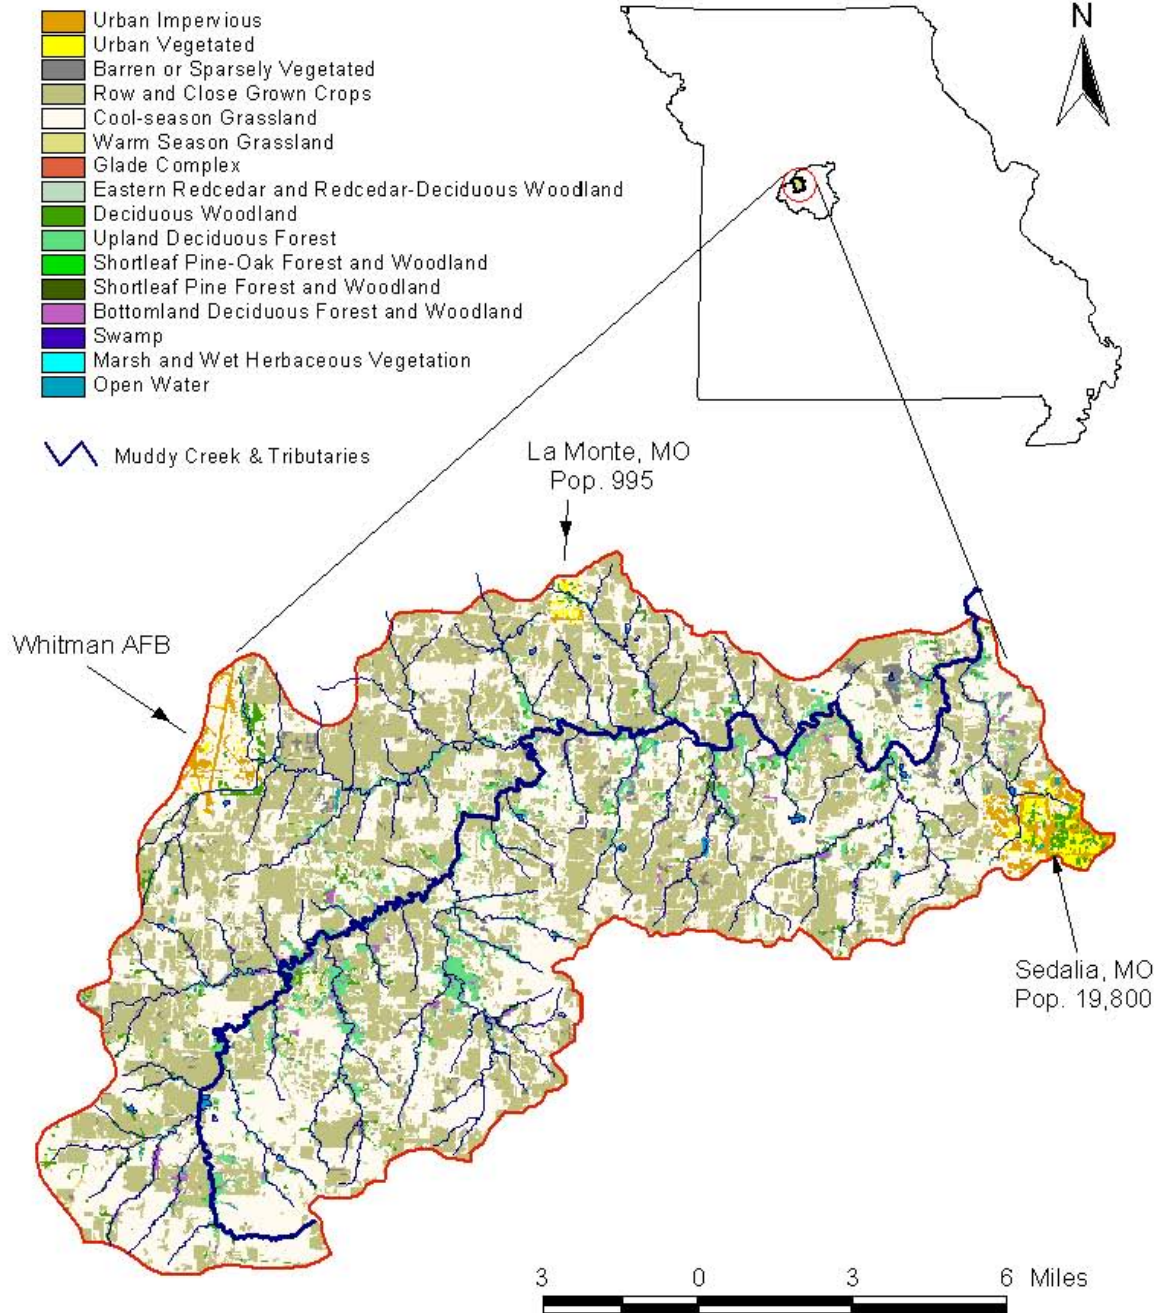 Urban Impervious
Urban Vegetated
Barren or Sparsely Vegetated
Row and Close Grown Crops
Cool-season Grassland
Warm Season Grassland
Glade Complex
Eastern Redcedar and Redcedar-Deciduous Woodland
Deciduous Woodland
Upland Deciduous Forest
Shortleaf Pine-Oak Forest and Woodland
Shortleaf Pine Forest and Woodland
Bottomland Deciduous Forest and Woodland
Swamp
Marsh and Wet Herbaceous Vegetation
Open Water
Muddy Creek & Tributaries
N
La Monte, MO
Pop. 995
Whitman AFB
Sedalia, MO
Pop. 19,800
3 0 3 6 Miles